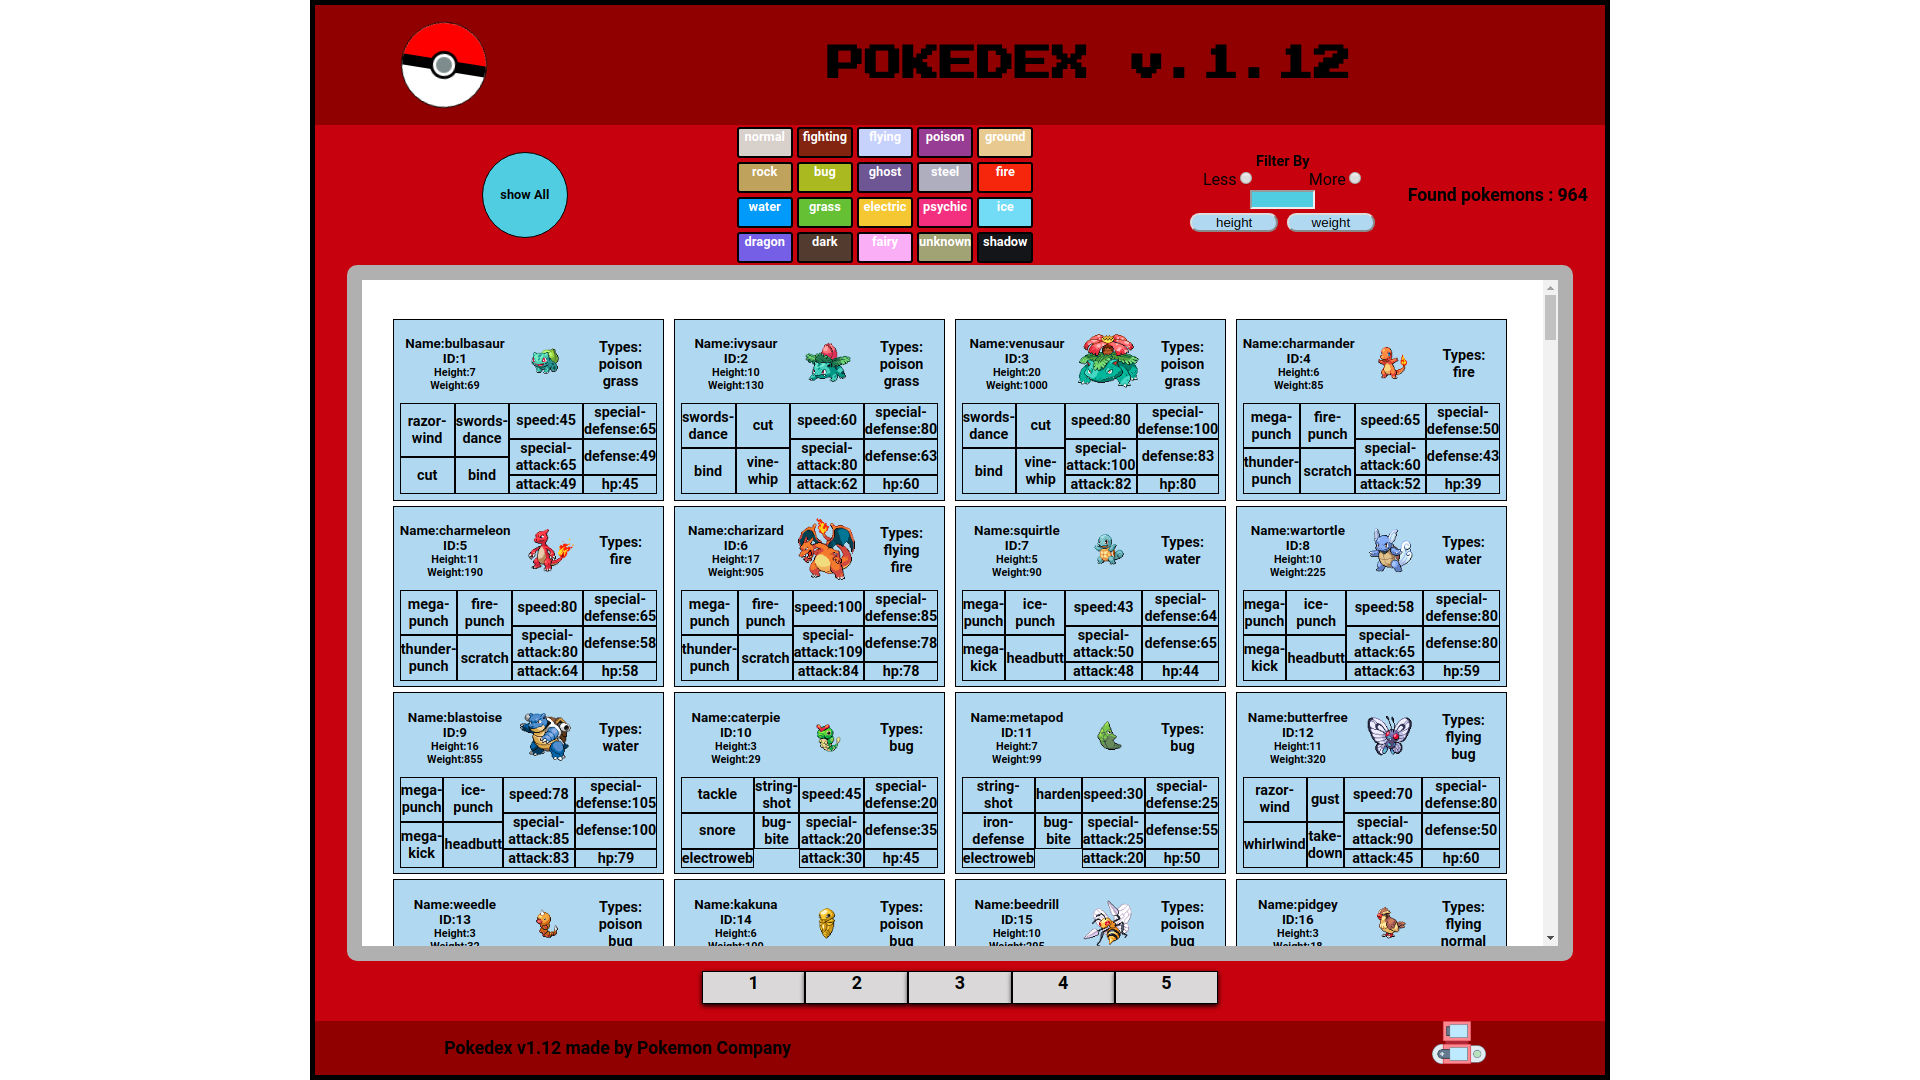 POKEDEX v.1.12
normal fighting flying poison ground
rock bug ghost steel fire
water grass electric psychic ice
dragon dark fairy unknown shadow
show All
Filter By
Less More
height weight
Found pokemons : 964
Name:bulbasaur
ID:1
Height:7
Weight:69
Types:
poison
grass
razor-wind swords-dance
cut bind
speed:45 special-defense:65
special-attack:65 defense:49
attack:49 hp:45
Name:ivysaur
ID:2
Height:10
Weight:130
Types:
poison
grass
swords-dance cut
bind vine-whip
speed:60 special-defense:80
special-attack:80 defense:63
attack:62 hp:60
Name:venusaur
ID:3
Height:20
Weight:1000
Types:
poison
grass
swords-dance cut
bind vine-whip
speed:80 special-defense:100
special-attack:100 defense:83
attack:82 hp:80
Name:charmander
ID:4
Height:6
Weight:85
Types:
fire
mega-punch fire-punch
thunder-punch scratch
speed:65 special-defense:50
special-attack:60 defense:43
attack:52 hp:39
Name:charmeleon
ID:5
Height:11
Weight:190
Types:
fire
mega-punch fire-punch
thunder-punch scratch
speed:80 special-defense:65
special-attack:80 defense:58
attack:64 hp:58
Name:charizard
ID:6
Height:17
Weight:905
Types:
flying
fire
mega-punch fire-punch
thunder-punch scratch
speed:100 special-defense:85
special-attack:109 defense:78
attack:84 hp:78
Name:squirtle
ID:7
Height:5
Weight:90
Types:
water
mega-punch ice-punch
mega-kick headbutt
speed:43 special-defense:64
special-attack:50 defense:65
attack:48 hp:44
Name:wartortle
ID:8
Height:10
Weight:225
Types:
water
mega-punch ice-punch
mega-kick headbutt
speed:58 special-defense:80
special-attack:65 defense:80
attack:63 hp:59
Name:blastoise
ID:9
Height:16
Weight:855
Types:
water
mega-punch ice-punch
mega-kick headbutt
speed:78 special-defense:105
special-attack:85 defense:100
attack:83 hp:79
Name:caterpie
ID:10
Height:3
Weight:29
Types:
bug
tackle string-shot
snore bug-bite
electroweb
speed:45 special-defense:20
special-attack:20 defense:35
attack:30 hp:45
Name:metapod
ID:11
Height:7
Weight:99
Types:
bug
string-shot harden
iron-defense bug-bite
electroweb
speed:30 special-defense:25
special-attack:25 defense:55
attack:20 hp:50
Name:butterfree
ID:12
Height:11
Weight:320
Types:
flying
bug
razor-wind gust
whirlwind take-down
speed:70 special-defense:80
special-attack:90 defense:50
attack:45 hp:60
Name:weedle
ID:13
Height:3
Weight:32
Types:
poison
bug
Name:kakuna
ID:14
Height:6
Weight:100
Types:
poison
bug
Name:beedrill
ID:15
Height:10
Weight:295
Types:
poison
bug
Name:pidgey
ID:16
Height:3
Weight:18
Types:
flying
normal
1 2 3 4 5
Pokedex v1.12 made by Pokemon Company